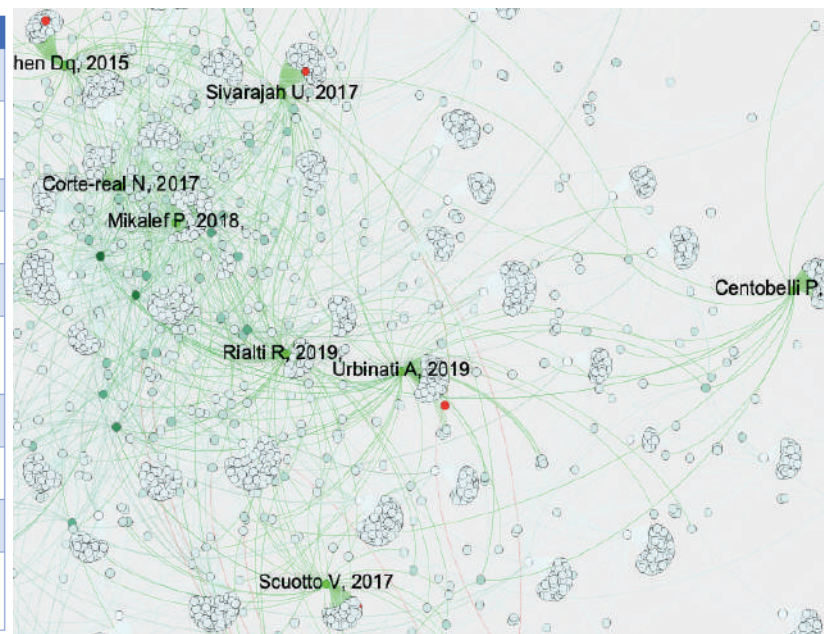 hen Dq, 2015
Sivarajah U, 2017
Corte-real N, 2017
Mikalef P, 2018,
Centobelli P,
Rialti R, 2019,
Urbinati A, 2019
Scuotto V, 2017